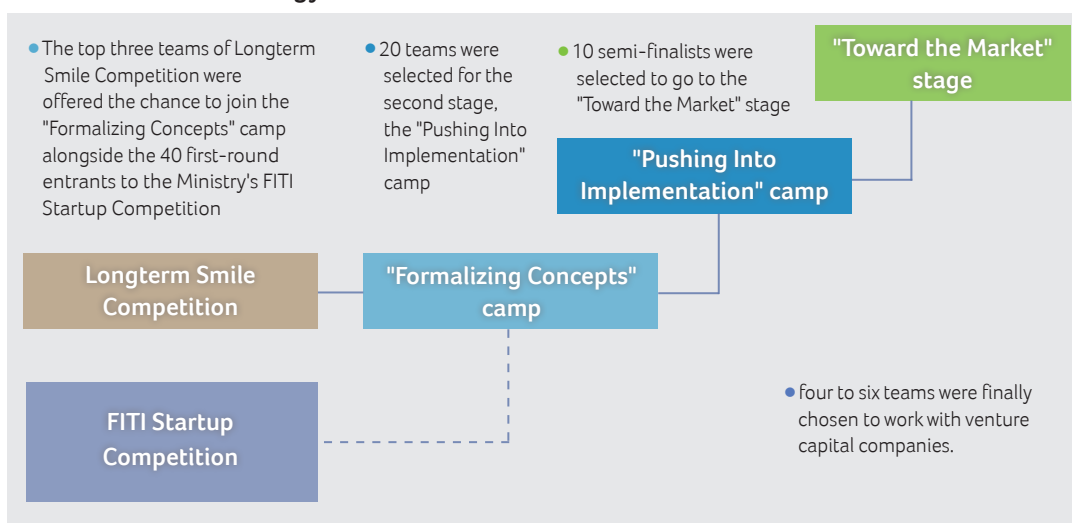 • The top three teams of Longterm
Smile Competition were
offered the chance to join the
"Formalizing Concepts" camp
alongside the 40 first-round
entrants to the Ministry's FITI
Startup Competition
• 20 teams were
selected for the
second stage,
the "Pushing Into
Implementation"
camp
• 10 semi-finalists were
selected to go to the
"Toward the Market" stage
"Toward the Market"
stage
"Pushing Into
Implementation" camp
Longterm Smile
Competition
"Formalizing Concepts"
camp
FITI Startup
Competition
• four to six teams were finally
chosen to work with venture
capital companies.